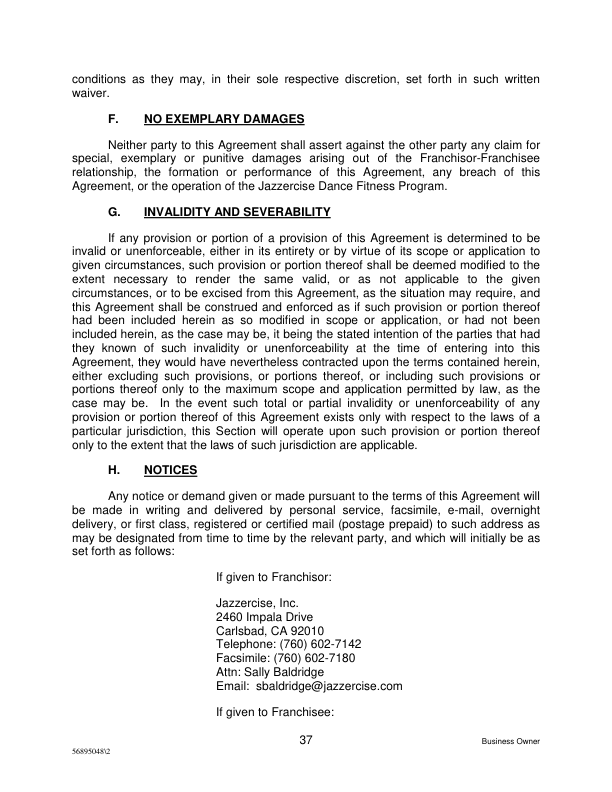 conditions as they may, in their sole respective discretion, set forth in such written
waiver.
F. NO EXEMPLARY DAMAGES
Neither party to this Agreement shall assert against the other party any claim for
special, exemplary or punitive damages arising out of the Franchisor-Franchisee
relationship, the formation or performance of this Agreement, any breach of this
Agreement, or the operation of the Jazzercise Dance Fitness Program.
G. INVALIDITY AND SEVERABILITY
If any provision or portion of a provision of this Agreement is determined to be
invalid or unenforceable, either in its entirety or by virtue of its scope or application to
given circumstances, such provision or portion thereof shall be deemed modified to the
extent necessary to render the same valid, or as not applicable to the given
circumstances, or to be excised from this Agreement, as the situation may require, and
this Agreement shall be construed and enforced as if such provision or portion thereof
had been included herein as so modified in scope or application, or had not been
included herein, as the case may be, it being the stated intention of the parties that had
they known of such invalidity or unenforceability at the time of entering into this
Agreement, they would have nevertheless contracted upon the terms contained herein,
either excluding such provisions, or portions thereof, or including such provisions or
portions thereof only to the maximum scope and application permitted by law, as the
case may be. In the event such total or partial invalidity or unenforceability of any
provision or portion thereof of this Agreement exists only with respect to the laws of a
particular jurisdiction, this Section will operate upon such provision or portion thereof
only to the extent that the laws of such jurisdiction are applicable.
H. NOTICES
Any notice or demand given or made pursuant to the terms of this Agreement will
be made in writing and delivered by personal service, facsimile, e-mail, overnight
delivery, or first class, registered or certified mail (postage prepaid) to such address as
may be designated from time to time by the relevant party, and which will initially be as
set forth as follows:
If given to Franchisor:
Jazzercise, Inc.
2460 Impala Drive
Carlsbad, CA 92010
Telephone: (760) 602-7142
Facsimile: (760) 602-7180
Attn: Sally Baldridge
Email: sbaldridge@jazzercise.com
If given to Franchisee:
37
Business Owner
56895048\2